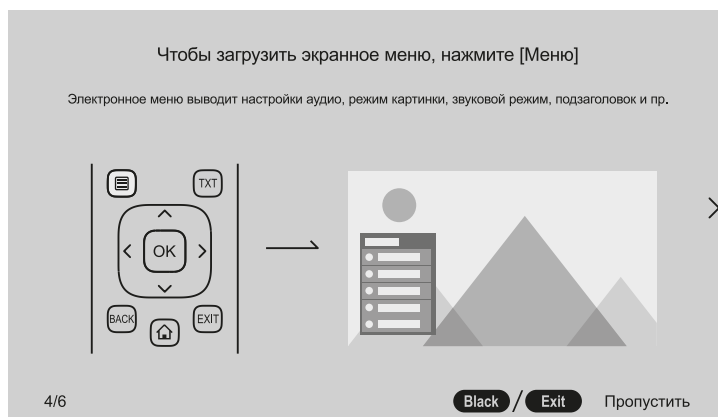 Чтобы загрузить экранное меню, нажмите [Меню]
Электронное меню выводит настройки аудио, режим картинки, звуковой режим, подзаголовок и пр.
TXT
OK
BACK
EXIT
4/6
Black / Exit Пропустить